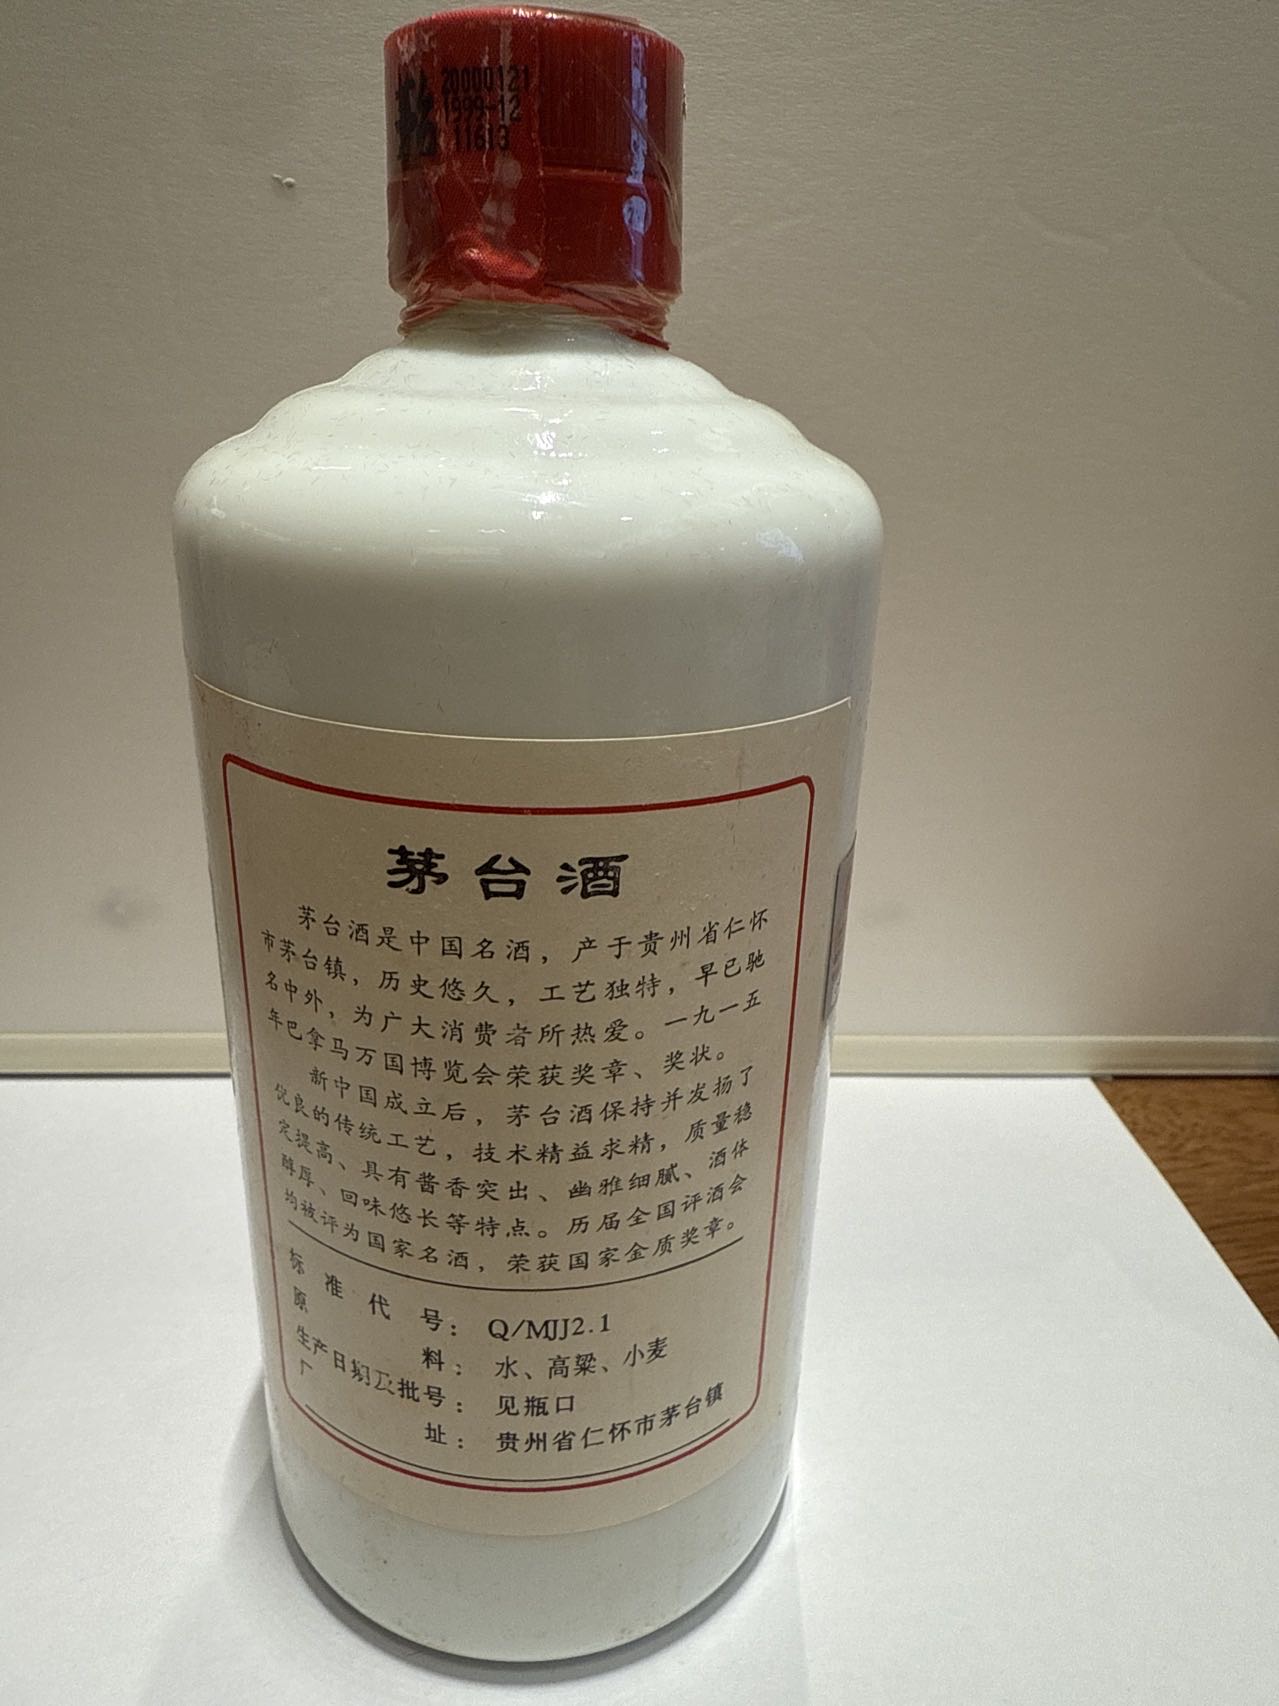 茅台
20000121
1999-12
11613
茅台酒
茅台酒是中国名酒，产于贵州省仁怀
市茅台镇，历史悠久，工艺独特，早已驰
名中外，为广大消费者所热爱。一九一五
年巴拿马万国博览会荣获奖章、奖状。
新中国成立后，茅台酒保持并发扬了
优良的传统工艺，技术精益求精，质量稳
定提高、具有酱香突出、幽雅细腻、酒体
醇厚、回味悠长等特点。历届全国评酒会
均被评为国家名酒，荣获国家金质奖章。
标准代号：Q/MJJ2.1
原料：水、高粱、小麦
生产日期及批号：见瓶口
厂址：贵州省仁怀市茅台镇